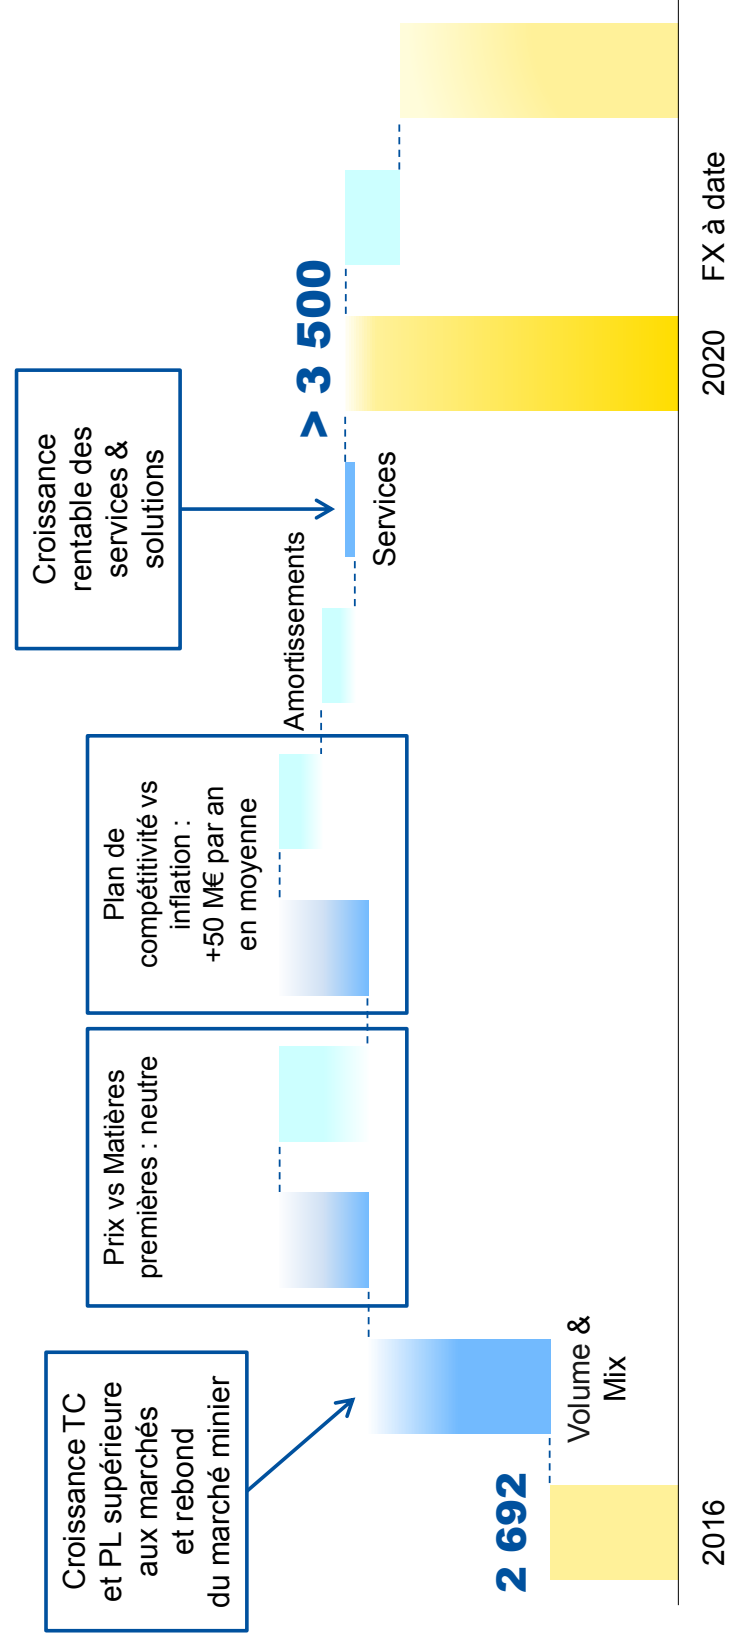 Croissance TC
et PL supérieure
aux marchés
et rebond
du marché minier
Prix vs Matières
premières : neutre
Plan de
compétitivité vs
inflation :
+50 M€ par an
en moyenne
Croissance
rentable des
services &
solutions
Amortissements
> 3 500
Services
2 692
Volume &
Mix
2016
2020
FX à date